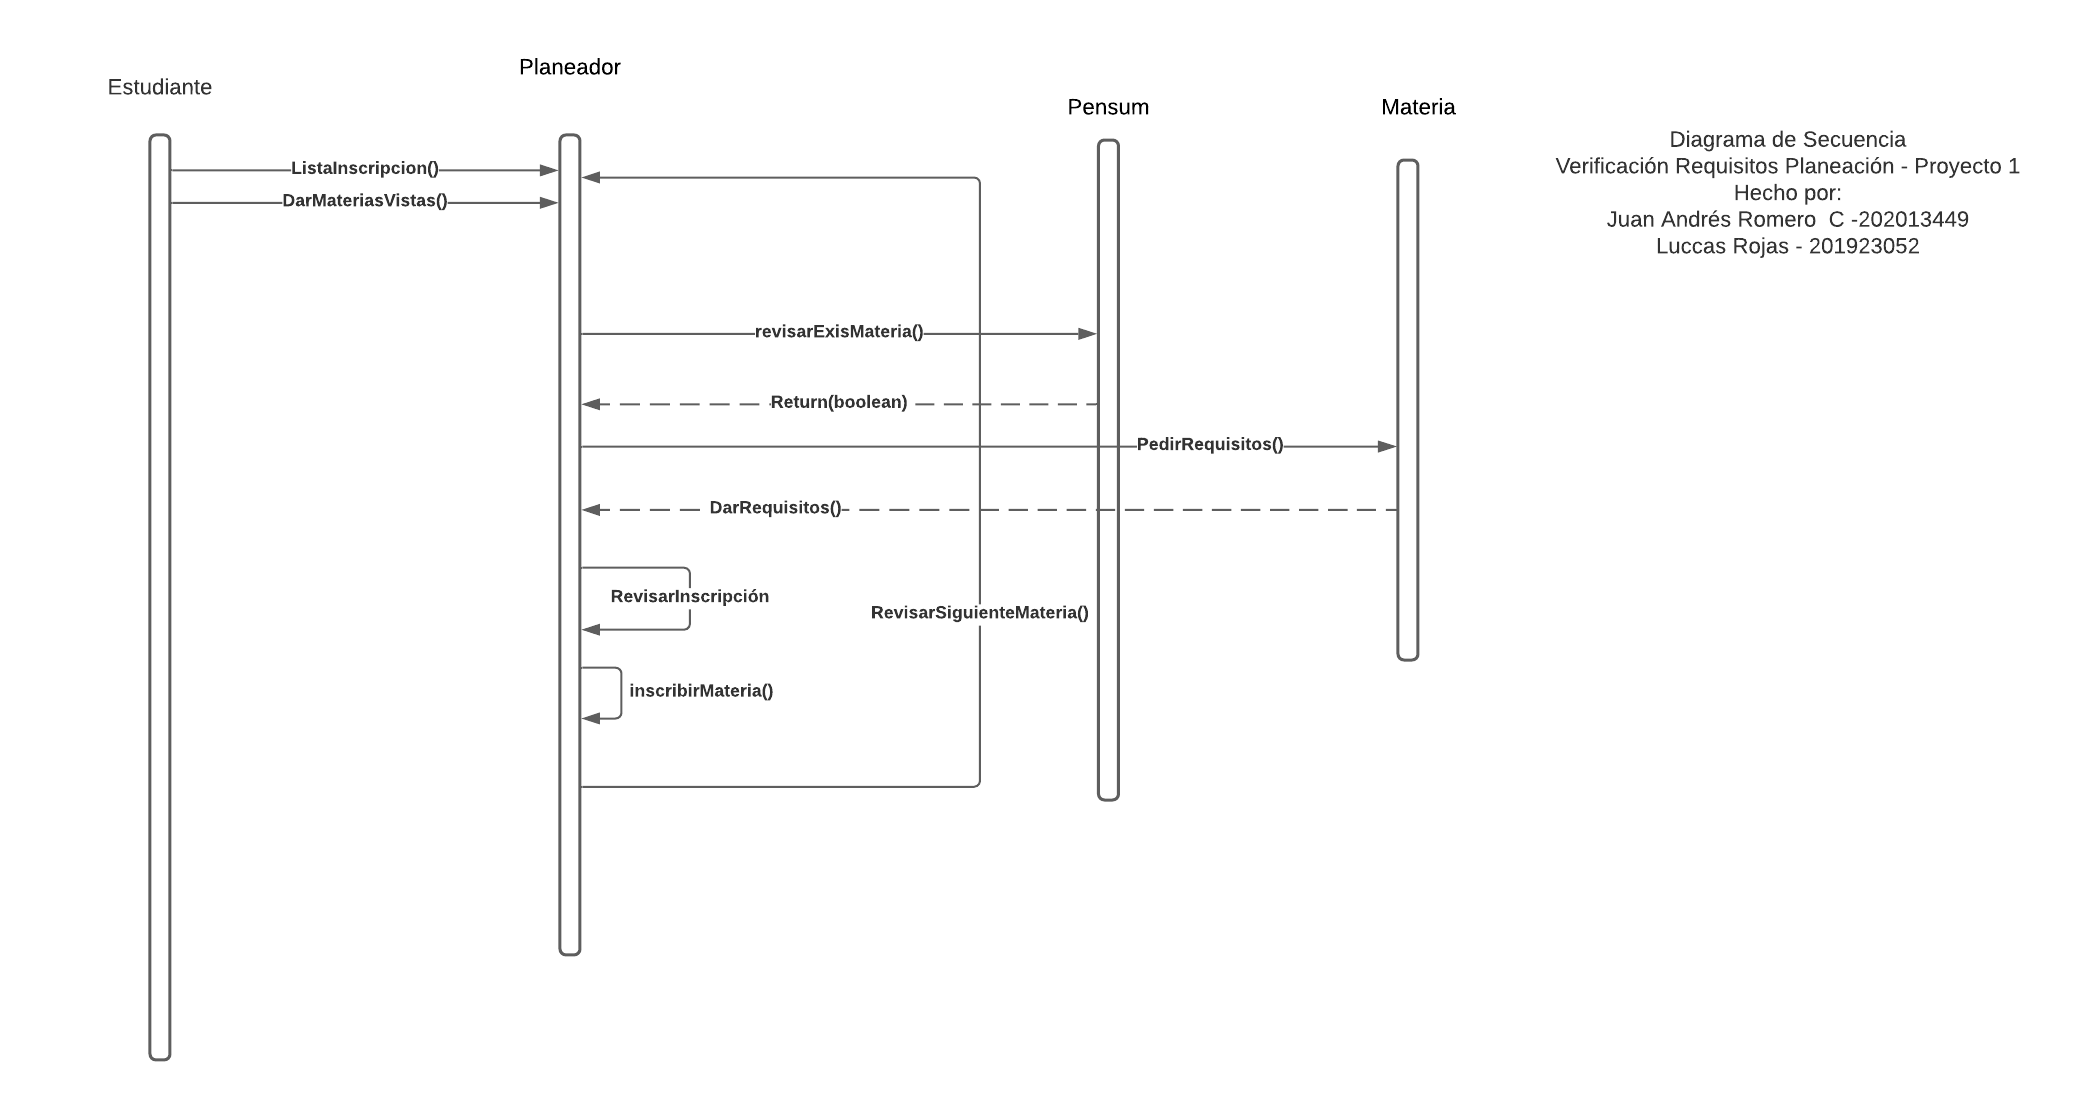 Planeador
Estudiante
Pensum
Materia
Diagrama de Secuencia
Verificación Requisitos Planeación - Proyecto 1
Hecho por:
Juan Andrés Romero  C -202013449
Luccas Rojas - 201923052
ListaInscripcion()
DarMateriasVistas()
revisarExisMateria()
Return(boolean)
PedirRequisitos()
DarRequisitos()
RevisarInscripción
RevisarSiguienteMateria()
inscribirMateria()